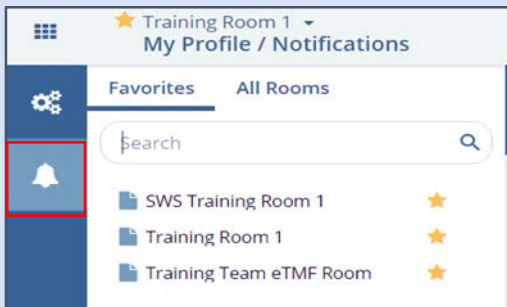 Training Room 1
My Profile / Notifications
Favorites All Rooms
Search
SWS Training Room 1
Training Room 1
Training Team eTMF Room